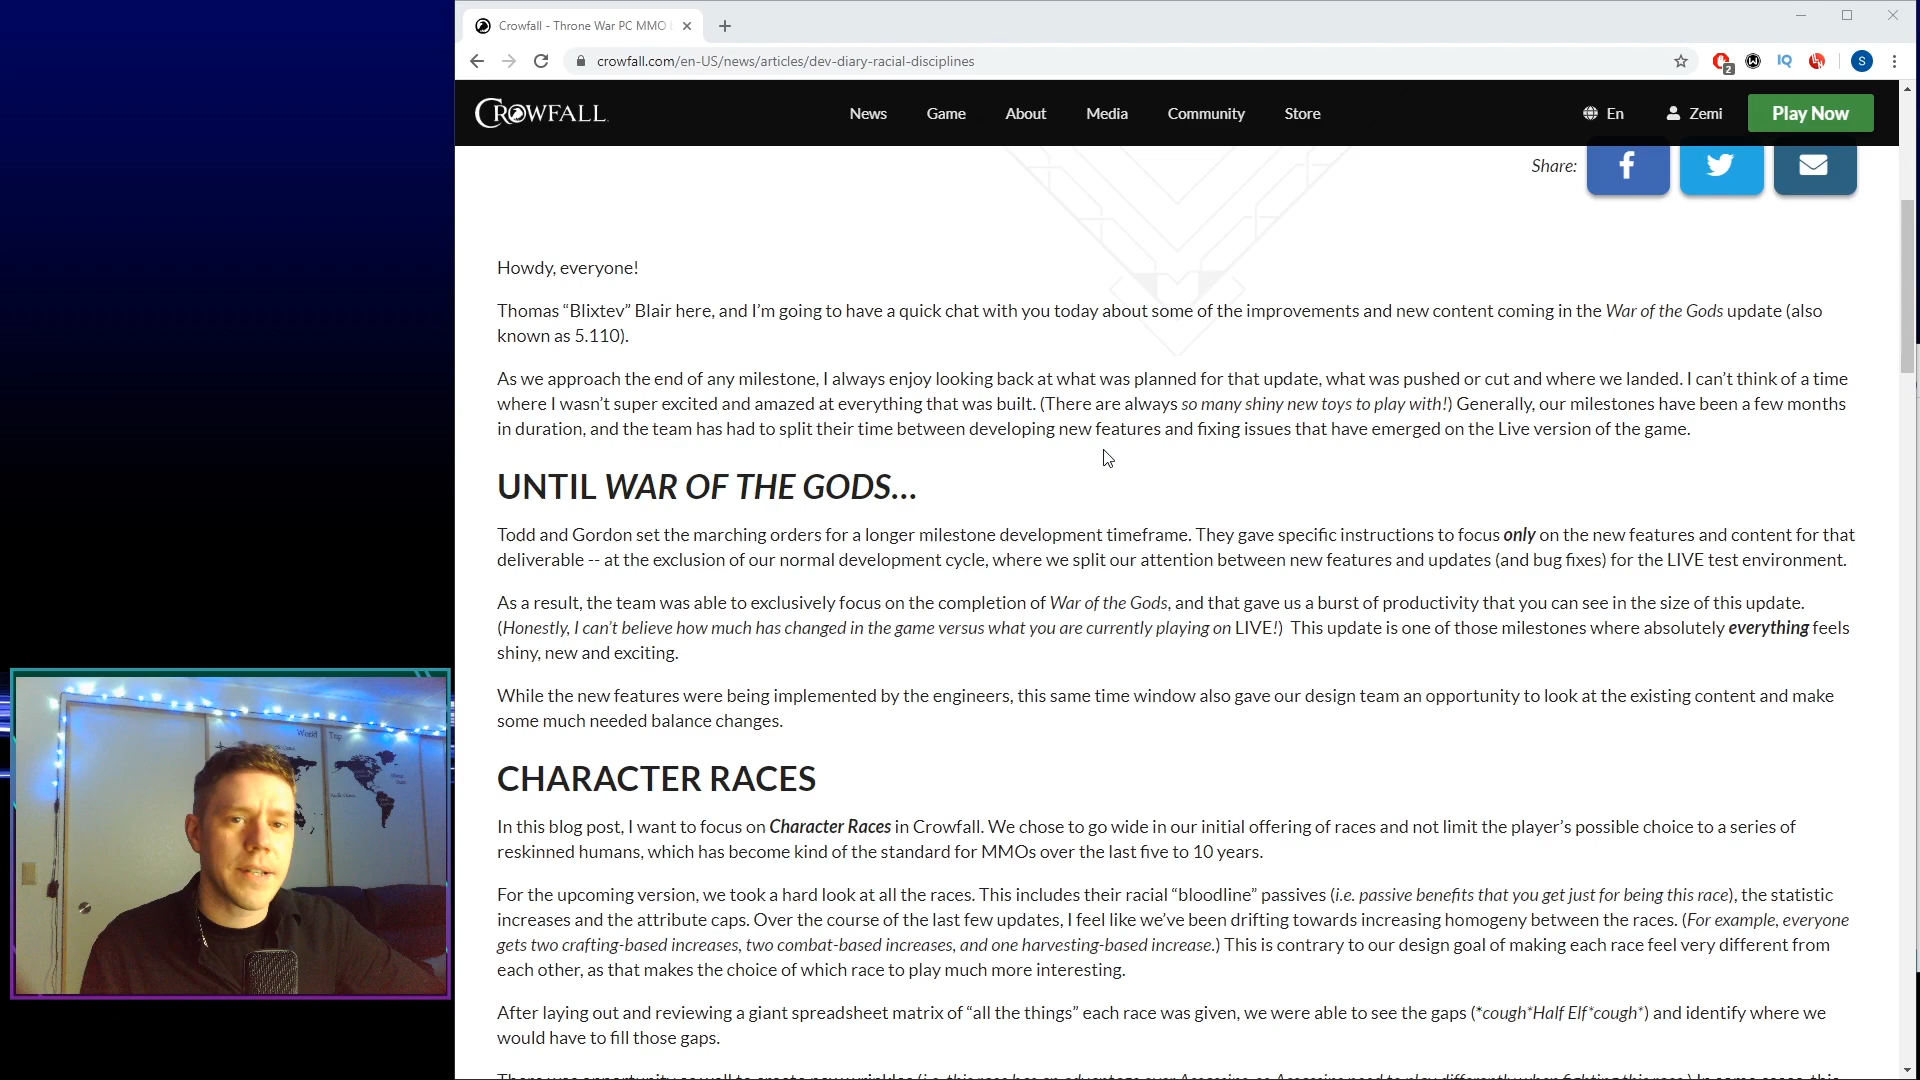 Crowfall - Throne War PC MMO
crowfall.com/en-US/news/articles/dev-diary-racial-disciplines
2
IQ
S
CROWFALL
News
Game
About
Media
Community
Store
En
Zemi
Play Now
Share:
Howdy, everyone!
Thomas “Blixtev” Blair here, and I’m going to have a quick chat with you today about some of the improvements and new content coming in the War of the Gods update (also
known as 5.110).
As we approach the end of any milestone, I always enjoy looking back at what was planned for that update, what was pushed or cut and where we landed. I can’t think of a time
where I wasn’t super excited and amazed at everything that was built. (There are always so many shiny new toys to play with!) Generally, our milestones have been a few months
in duration, and the team has had to split their time between developing new features and fixing issues that have emerged on the Live version of the game.
UNTIL WAR OF THE GODS...
Todd and Gordon set the marching orders for a longer milestone development timeframe. They gave specific instructions to focus only on the new features and content for that
deliverable -- at the exclusion of our normal development cycle, where we split our attention between new features and updates (and bug fixes) for the LIVE test environment.
As a result, the team was able to exclusively focus on the completion of War of the Gods, and that gave us a burst of productivity that you can see in the size of this update.
(Honestly, I can’t believe how much has changed in the game versus what you are currently playing on LIVE!) This update is one of those milestones where absolutely everything feels
shiny, new and exciting.
While the new features were being implemented by the engineers, this same time window also gave our design team an opportunity to look at the existing content and make
some much needed balance changes.
CHARACTER RACES
In this blog post, I want to focus on Character Races in Crowfall. We chose to go wide in our initial offering of races and not limit the player’s possible choice to a series of
reskinned humans, which has become kind of the standard for MMOs over the last five to 10 years.
For the upcoming version, we took a hard look at all the races. This includes their racial “bloodline” passives (i.e. passive benefits that you get just for being this race), the statistic
increases and the attribute caps. Over the course of the last few updates, I feel like we’ve been drifting towards increasing homogeny between the races. (For example, everyone
gets two crafting-based increases, two combat-based increases, and one harvesting-based increase.) This is contrary to our design goal of making each race feel very different from
each other, as that makes the choice of which race to play much more interesting.
After laying out and reviewing a giant spreadsheet matrix of “all the things” each race was given, we were able to see the gaps (*cough*Half Elf*cough*) and identify where we
would have to fill those gaps.
World Trip